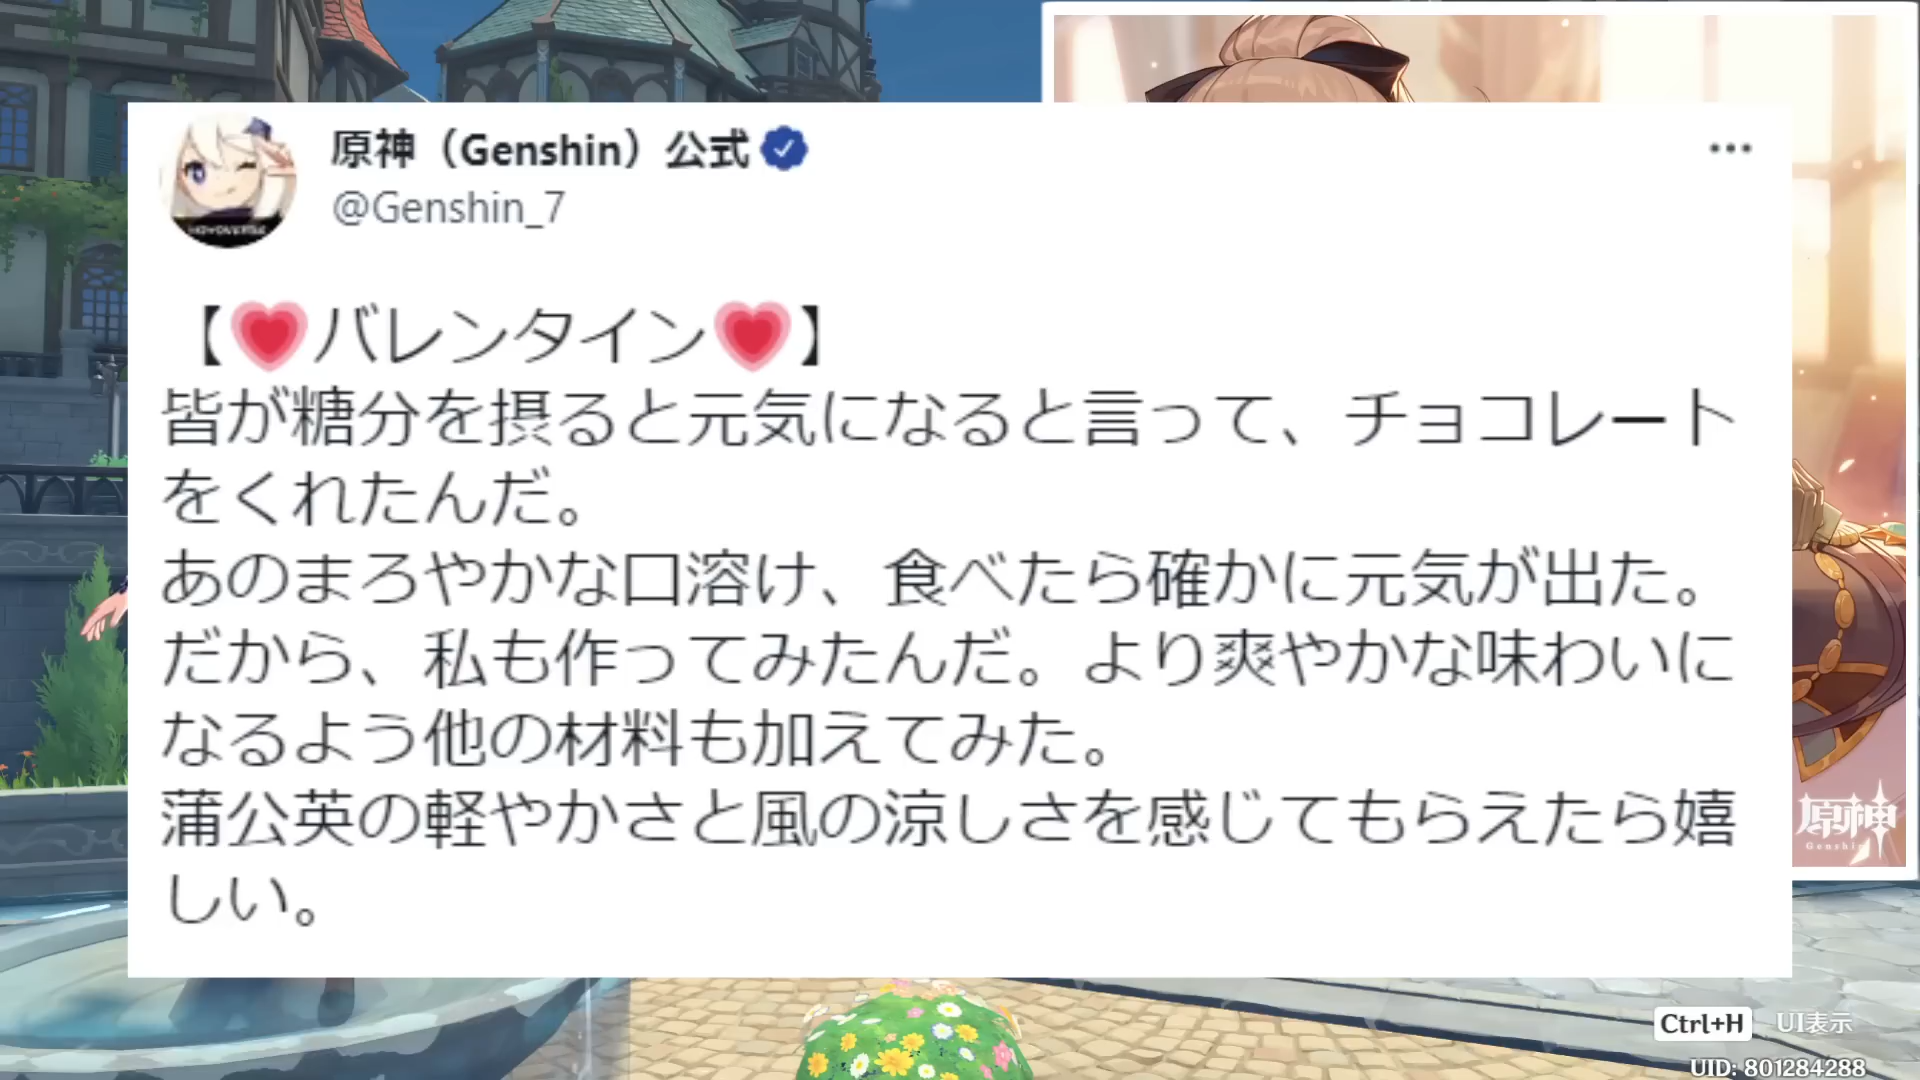 原神（Genshin）公式
@Genshin_7
HOYOVERSE
【💗バレンタイン💗】
皆が糖分を摂ると元気になると言って、チョコレート
をくれたんだ。
あのまろやかな口溶け、食べたら確かに元気が出た。
だから、私も作ってみたんだ。より爽やかな味わいに
なるよう他の材料も加えてみた。
蒲公英の軽やかさと風の涼しさを感じてもらえたら嬉
しい。
原神
Genshin
Ctrl+H UI表示
UID: 801284288